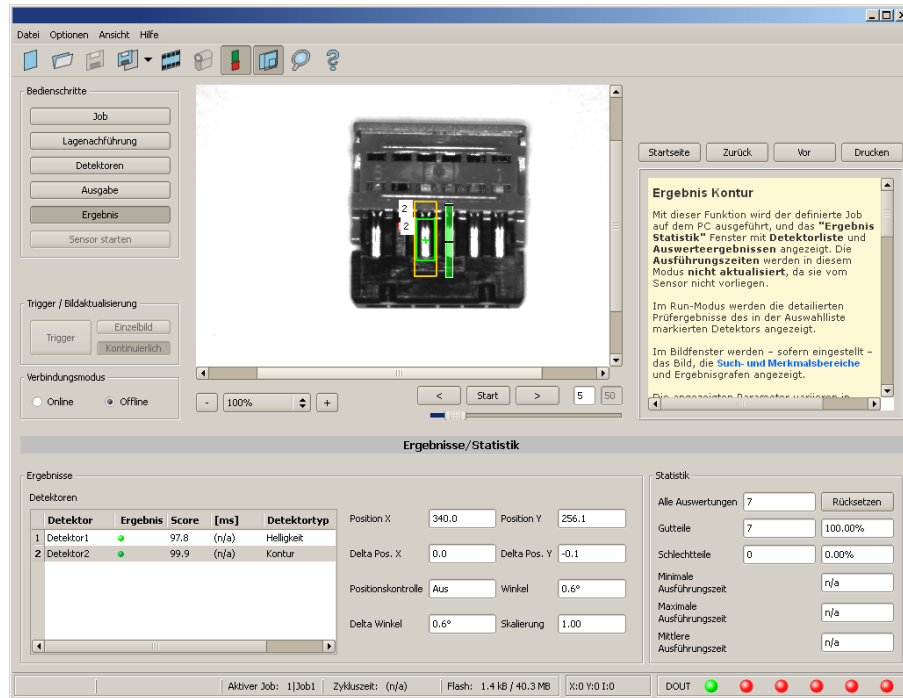 Datei Optionen Ansicht Hilfe
Bedienschritte
Job
Lagenachführung
Detektoren
Ausgabe
Ergebnis
Sensor starten
Trigger / Bildaktualisierung
Trigger
Einzelbild
Kontinuierlich
Verbindungsmodus
Online Offline
2
2
- 100% +
< Start > 5 50
Startseite Zurück Vor Drucken
Ergebnis Kontur
Mit dieser Funktion wird der definierte Job
auf dem PC ausgeführt, und das "Ergebnis
Statistik" Fenster mit Detektorliste und
Auswerteergebnissen angezeigt. Die
Ausführungszeiten werden in diesem
Modus nicht aktualisiert, da sie vom
Sensor nicht vorliegen.
Im Run-Modus werden die detailierten
Prüfergebnisse des in der Auswahlliste
markierten Detektors angezeigt.
Im Bildfenster werden – sofern eingestellt –
das Bild, die Such- und Merkmalsbereiche
und Ergebnisgrafen angezeigt.
Die angezeigten Parameter variieren in
Ergebnisse/Statistik
Ergebnisse
Detektoren
Detektor Ergebnis Score [ms] Detektortyp
1 Detektor1 97.8 (n/a) Helligkeit
2 Detektor2 99.9 (n/a) Kontur
Position X 340.0 Position Y 256.1
Delta Pos. X 0.0 Delta Pos. Y -0.1
Positionskontrolle Aus Winkel 0.6°
Delta Winkel 0.6° Skalierung 1.00
Statistik
Alle Auswertungen 7 Rücksetzen
Gutteile 7 100.00%
Schlechtteile 0 0.00%
Minimale
Ausführungszeit n/a
Maximale
Ausführungszeit n/a
Mittlere
Ausführungszeit n/a
Aktiver Job: 1|Job1 Zykluszeit: (n/a) Flash: 1.4 kB / 40.3 MB X:0 Y:0 I:0 DOUT